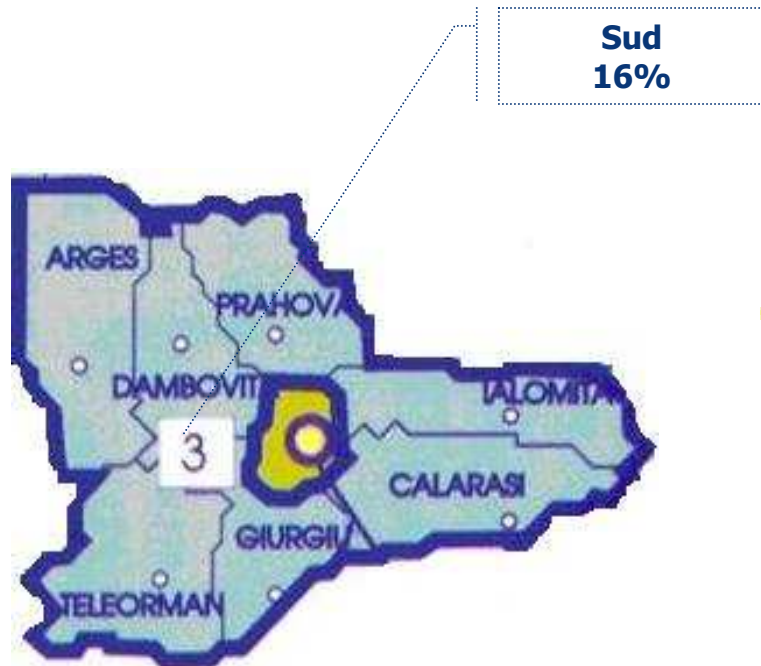 Sud
16%
ARGES
PRAHOVA
DAMBOVIT
IALOMITA
3
CALARASI
GIURGIU
TELEORMAN